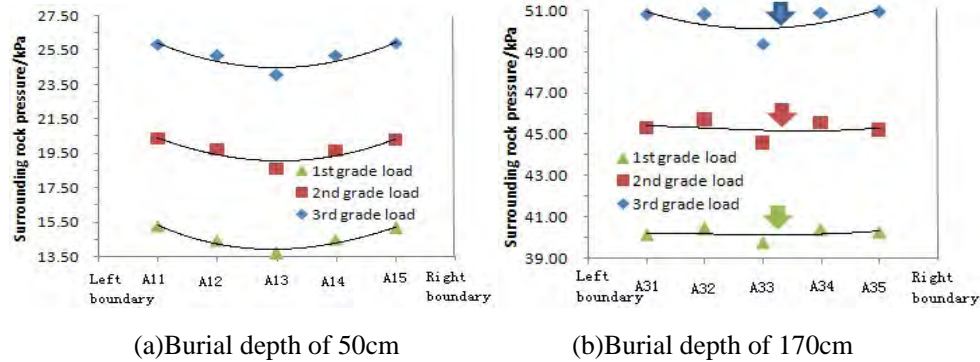 Surrounding rock pressure/kPa
27.50
25.50
23.50
21.50
19.50
17.50
15.50
13.50
1st grade load
2nd grade load
3rd grade load
Left boundary
A11
A12
A13
A14
A15
Right boundary
(a)Burial depth of 50cm
Surrounding rock pressure/kPa
51.00
49.00
46.00
45.00
43.00
41.00
39.00
1st grade load
2nd grade load
3rd grade load
Left boundary
A31
A32
A33
A34
A35
Right boundary
(b)Burial depth of 170cm